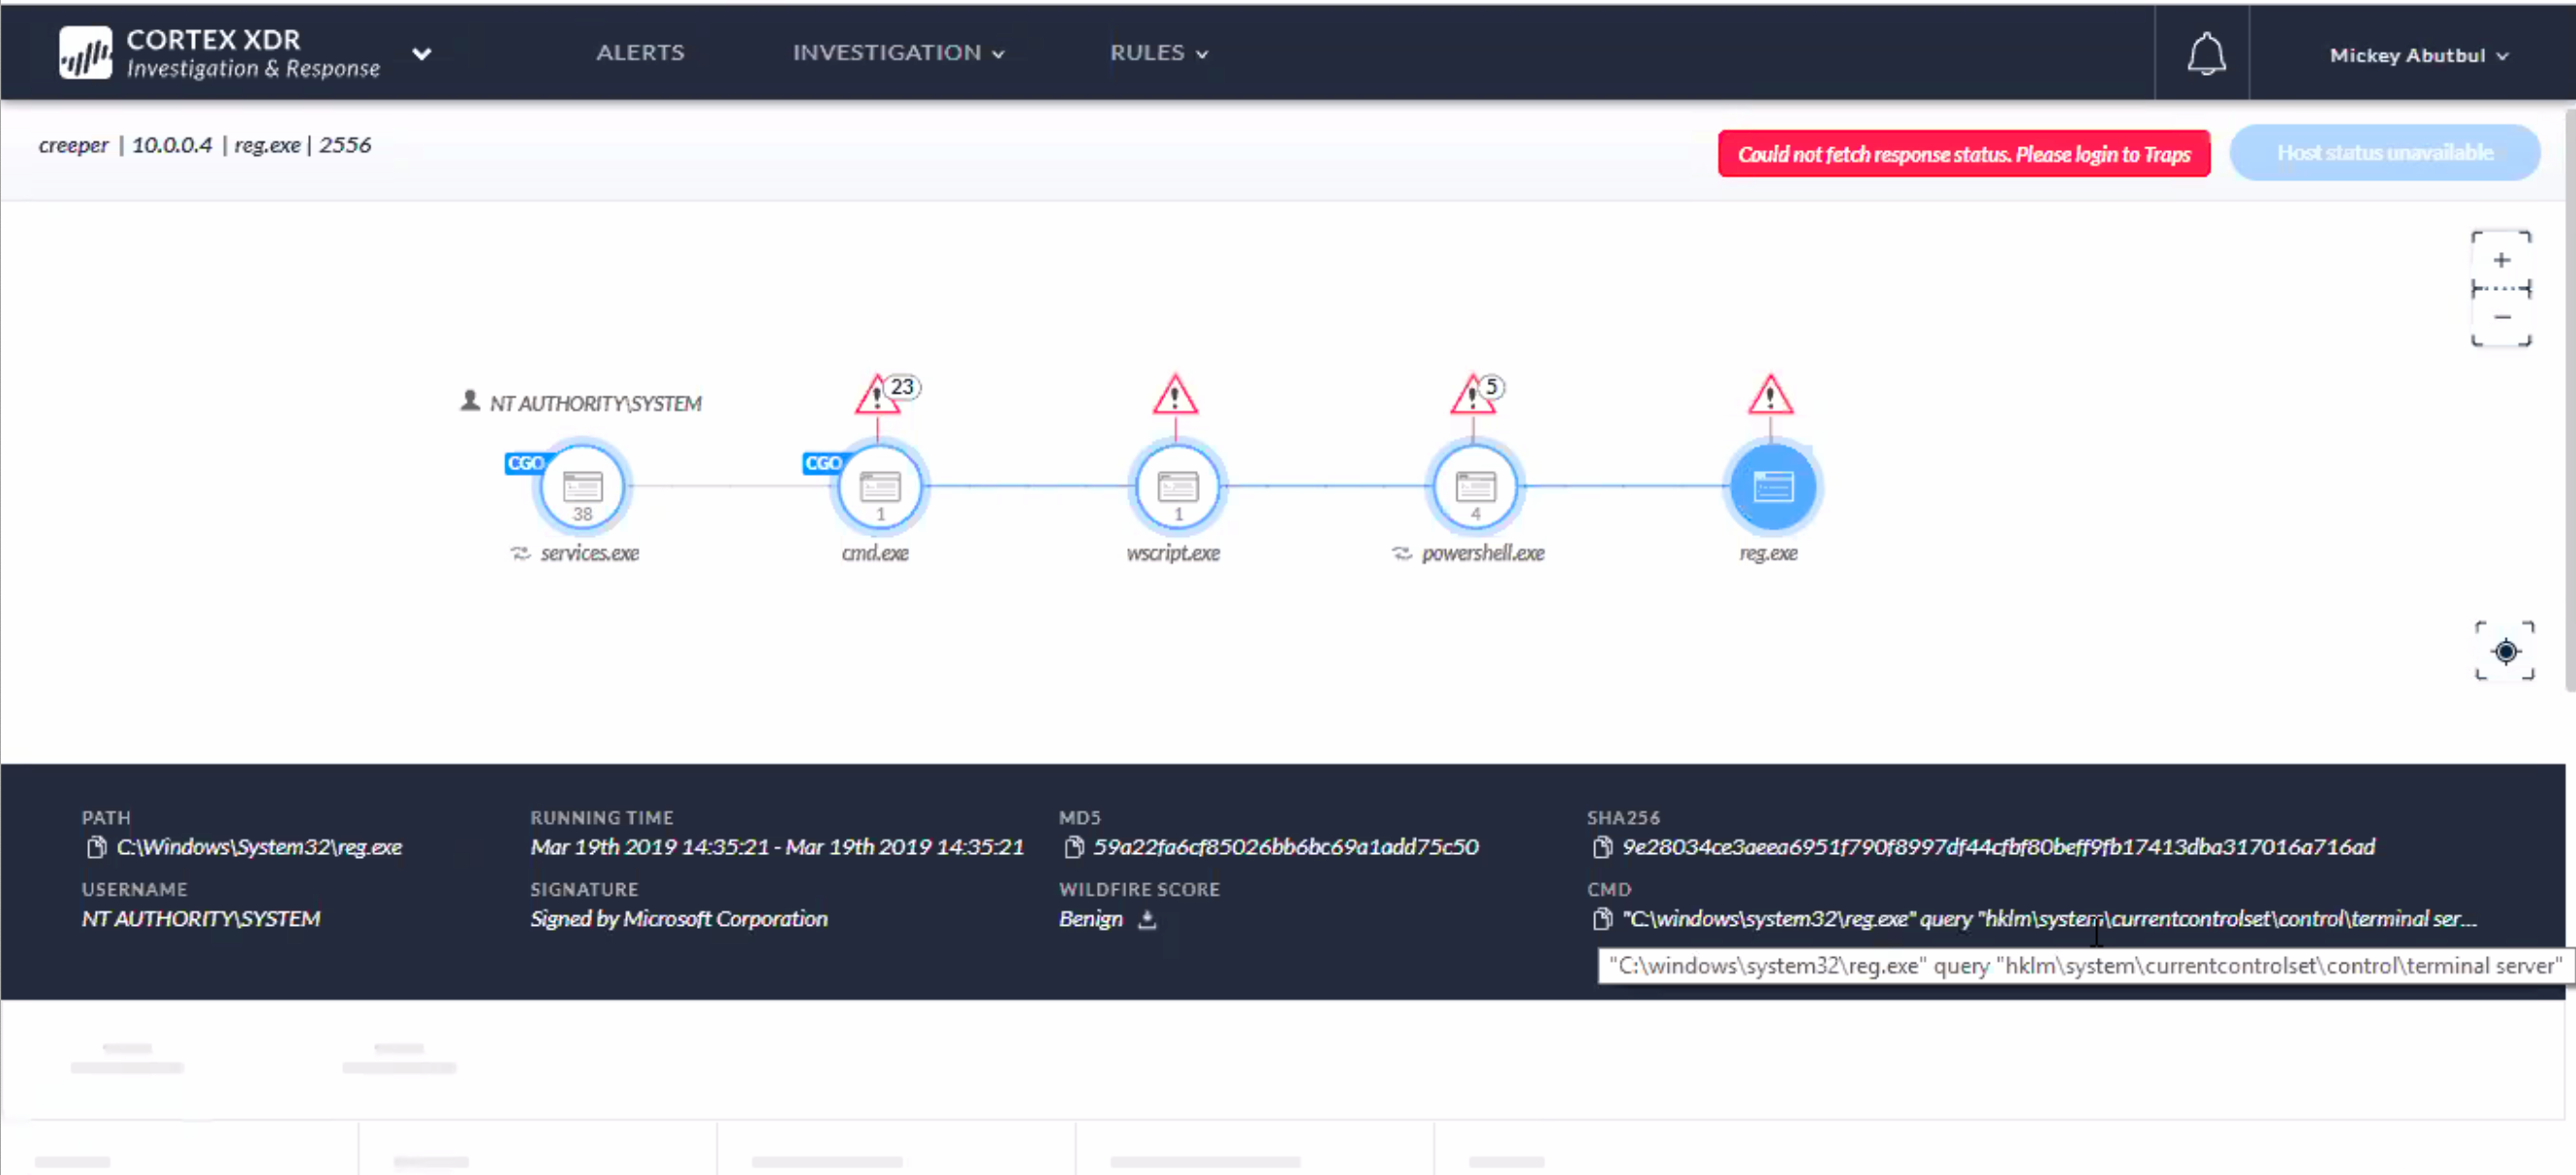 CORTEX XDR
Investigation & Response
ALERTS
INVESTIGATION
RULES
Mickey Abutbul
creeper | 10.0.0.4 | reg.exe | 2556
Could not fetch response status. Please login to Traps
Host status unavailable
NT AUTHORITY\SYSTEM
23
5
CGO
CGO
38
1
1
4
services.exe
cmd.exe
wscript.exe
powershell.exe
reg.exe
PATH
C:\Windows\System32\reg.exe
RUNNING TIME
Mar 19th 2019 14:35:21 - Mar 19th 2019 14:35:21
MD5
59a22fa6cf85026bb6bc69a1add75c50
SHA256
9e28034ce3aeea6951f790f8997df44cfbf80beff9fb17413dba317016a716ad
USERNAME
NT AUTHORITY\SYSTEM
SIGNATURE
Signed by Microsoft Corporation
WILDFIRE SCORE
Benign
CMD
"C:\windows\system32\reg.exe" query "hklm\system\currentcontrolset\control\terminal ser...
"C:\windows\system32\reg.exe" query "hklm\system\currentcontrolset\control\terminal server"